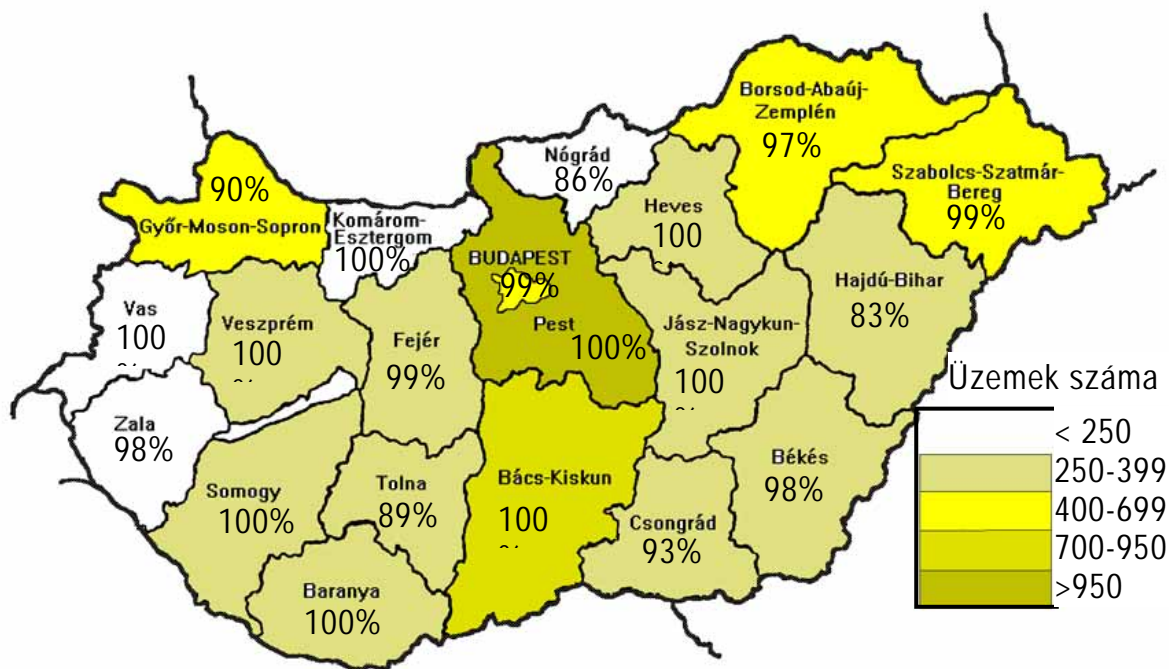 Borsod-Abaúj-
Zemplén
97%
Szabolcs-Szatmár-
Bereg
99%
Nógrád
86%
90%
Győr-Moson-Sopron
Komárom-
Esztergom
100%
Heves
100
%
BUDAPEST
99%
Pest
100%
Hajdú-Bihar
83%
Vas
100
%
Veszprém
100
%
Fejér
99%
Jász-Nagykun-
Szolnok
100
%
Zala
98%
Somogy
100%
Tolna
89%
Bács-Kiskun
100
%
Csongrád
93%
Békés
98%
Baranya
100%
Üzemek száma
< 250
250-399
400-699
700-950
>950